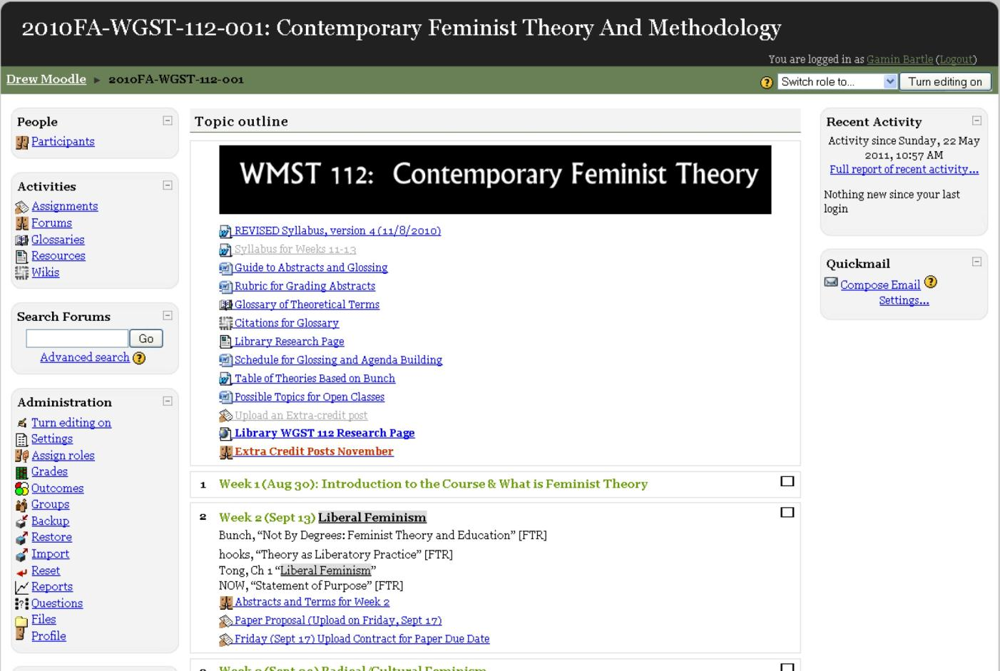 2010FA-WGST-112-001: Contemporary Feminist Theory And Methodology
You are logged in as Gamin Bartle (Logout)
Drew Moodle ► 2010FA-WGST-112-001
Switch role to...
Turn editing on
People
Participants
Activities
Assignments
Forums
Glossaries
Resources
Wikis
Search Forums
Go
Advanced search
Administration
Turn editing on
Settings
Assign roles
Grades
Outcomes
Groups
Backup
Restore
Import
Reset
Reports
Questions
Files
Profile
Topic outline
WMST 112: Contemporary Feminist Theory
REVISED Syllabus, version 4 (11/8/2010)
Syllabus for Weeks 11-13
Guide to Abstracts and Glossing
Rubric for Grading Abstracts
Glossary of Theoretical Terms
Citations for Glossary
Library Research Page
Schedule for Glossing and Agenda Building
Table of Theories Based on Bunch
Possible Topics for Open Classes
Upload an Extra-credit post
Library WGST 112 Research Page
Extra Credit Posts November
1 Week 1 (Aug 30): Introduction to the Course & What is Feminist Theory
2 Week 2 (Sept 13) Liberal Feminism
Bunch, “Not By Degrees: Feminist Theory and Education” [FTR]
hooks, “Theory as Liberatory Practice” [FTR]
Tong, Ch 1 “Liberal Feminism”
NOW, “Statement of Purpose” [FTR]
Abstracts and Terms for Week 2
Paper Proposal (Upload on Friday, Sept 17)
Friday (Sept 17) Upload Contract for Paper Due Date
Radical/Cultural Feminism
Recent Activity
Activity since Sunday, 22 May
2011, 10:57 AM
Full report of recent activity...
Nothing new since your last
login
Quickmail
Compose Email
Settings...